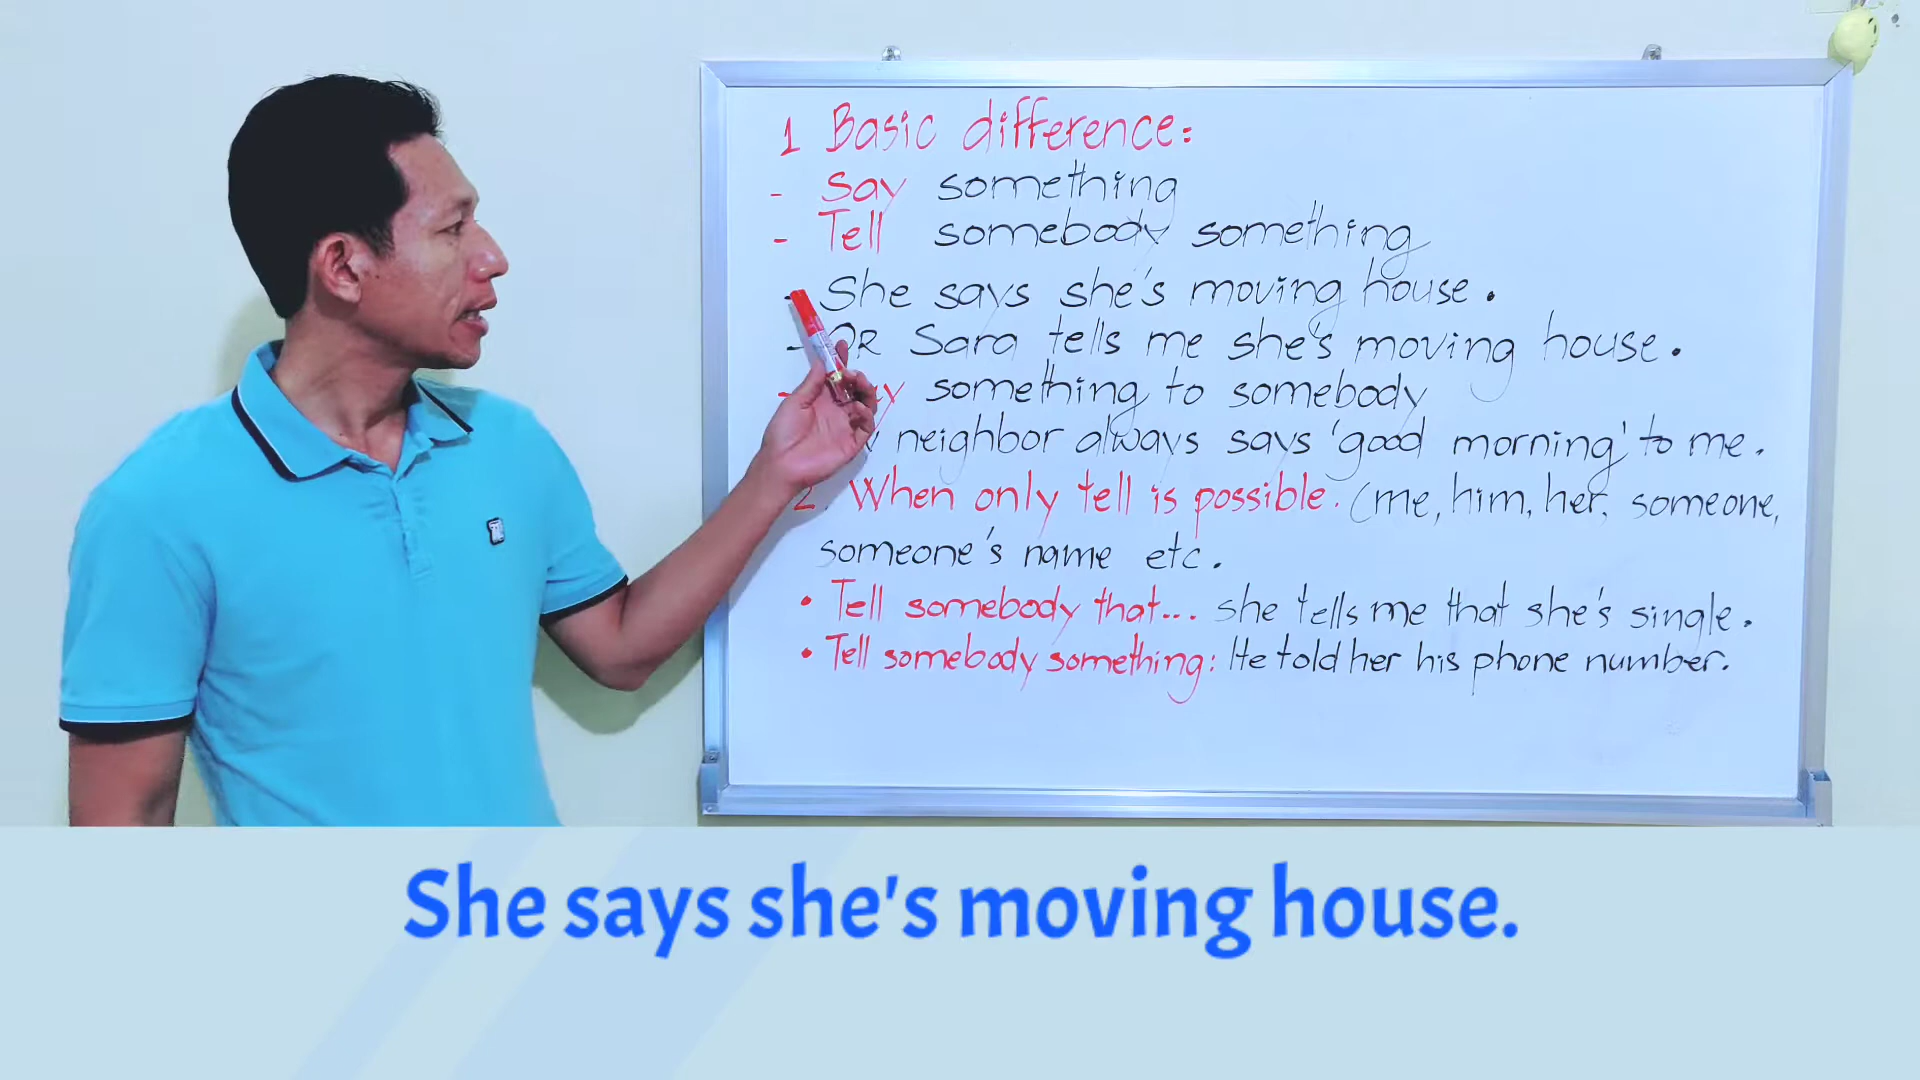 1 Basic difference:
- Say something
- Tell somebody something
- She says she's moving house.
- OR Sara tells me she's moving house.
- something to somebody
neighbor always says 'good morning' to me.
2. When only tell is possible. (me, him, her, someone,
someone's name etc.
• Tell somebody that... she tells me that she's single.
• Tell somebody something: He told her his phone number.
She says she's moving house.